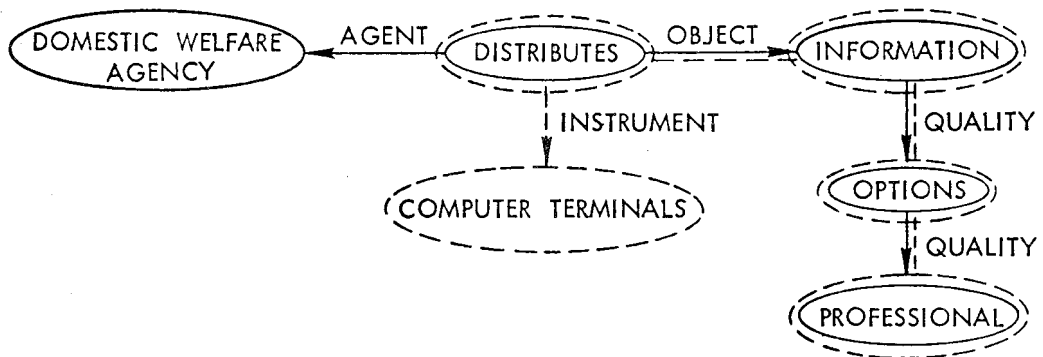 DOMESTIC WELFARE
AGENCY
AGENT
DISTRIBUTES
OBJECT
INFORMATION
INSTRUMENT
QUALITY
COMPUTER TERMINALS
OPTIONS
QUALITY
PROFESSIONAL